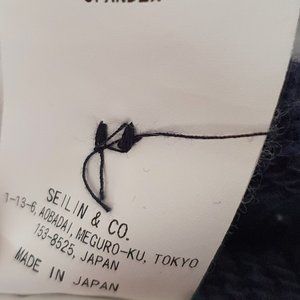 SEILIN & CO.
1-13-6, AOBADAI, MEGURO-KU, TOKYO
153-8525, JAPAN
MADE IN JAPAN